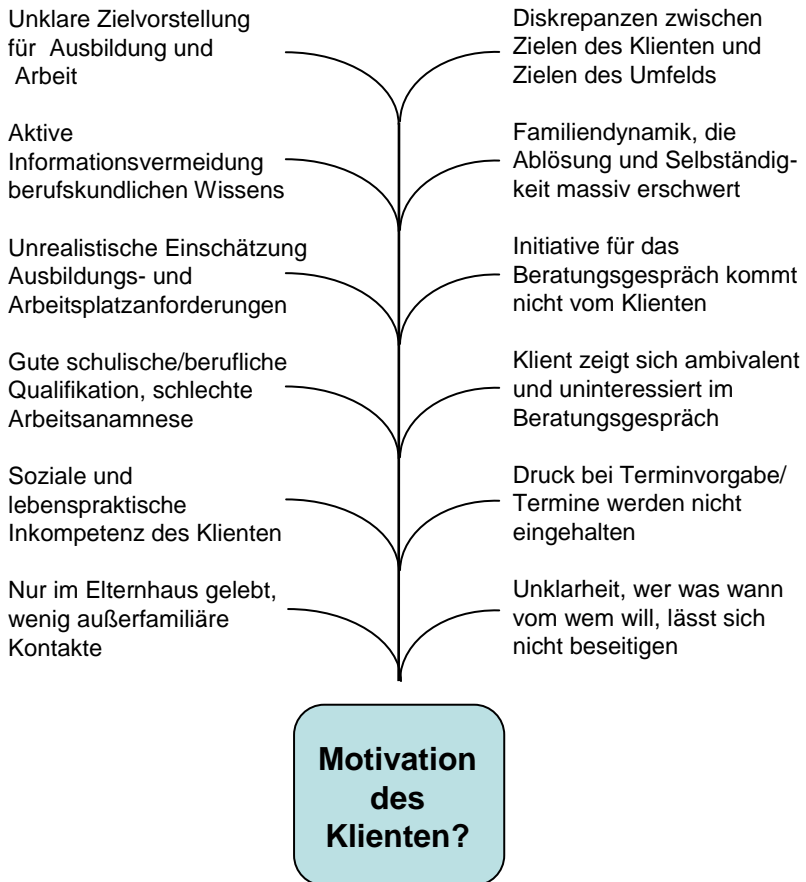 Unklare Zielvorstellung
für Ausbildung und
Arbeit
Diskrepanzen zwischen
Zielen des Klienten und
Zielen des Umfelds
Aktive
Informationsvermeidung
berufskundlichen Wissens
Familiendynamik, die
Ablösung und Selbständig-
keit massiv erschwert
Unrealistische Einschätzung
Ausbildungs- und
Arbeitsplatzanforderungen
Initiative für das
Beratungsgespräch kommt
nicht vom Klienten
Gute schulische/berufliche
Qualifikation, schlechte
Arbeitsanamnese
Klient zeigt sich ambivalent
und uninteressiert im
Beratungsgespräch
Soziale und
lebenspraktische
Inkompetenz des Klienten
Druck bei Terminvorgabe/
Termine werden nicht
eingehalten
Nur im Elternhaus gelebt,
wenig außerfamiliäre
Kontakte
Unklarheit, wer was wann
vom wem will, lässt sich
nicht beseitigen
Motivation
des
Klienten?